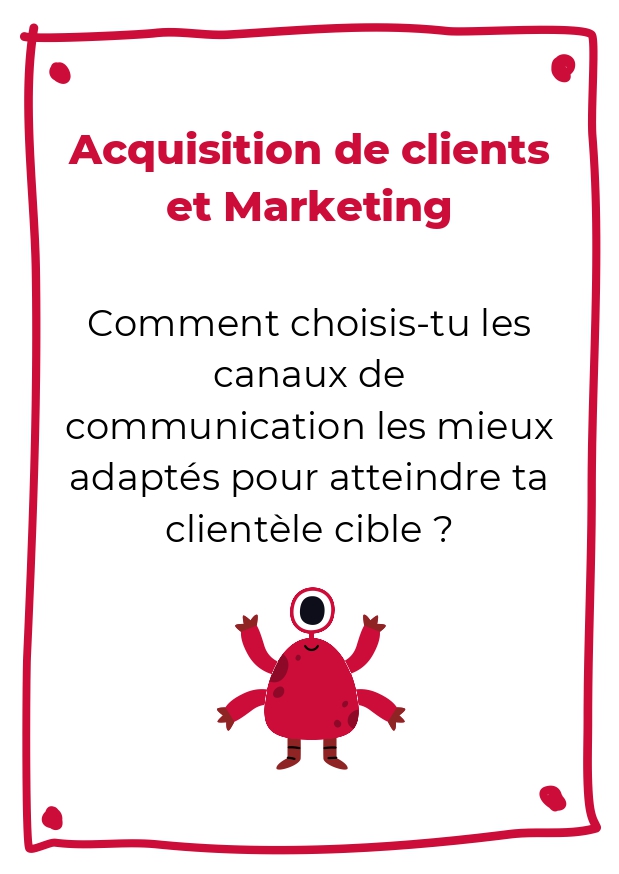 Acquisition de clients
et Marketing
Comment choisis-tu les
canaux de
communication les mieux
adaptés pour atteindre ta
clientèle cible ?